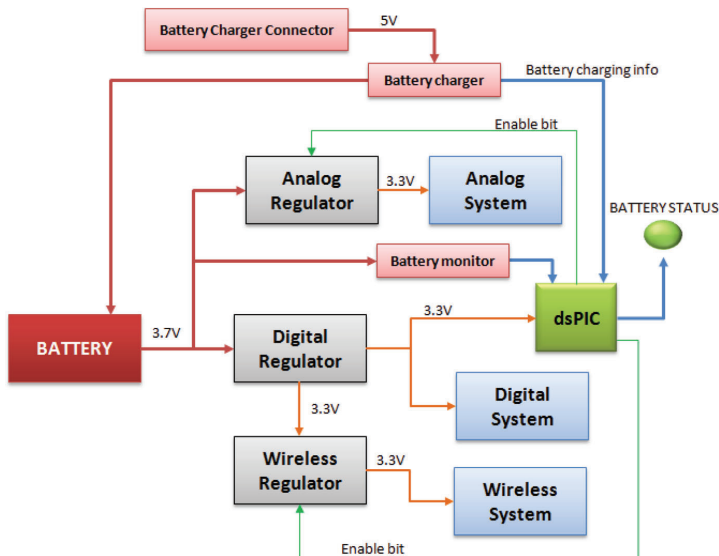 5V
Battery Charger Connector
Battery charger
Battery charging info
Enable bit
Analog
Regulator
3.3V
Analog
System
BATTERY STATUS
Battery monitor
3.3V
dsPIC
BATTERY
3.7V
Digital
Regulator
3.3V
Digital
System
Wireless
Regulator
3.3V
Wireless
System
Enable bit